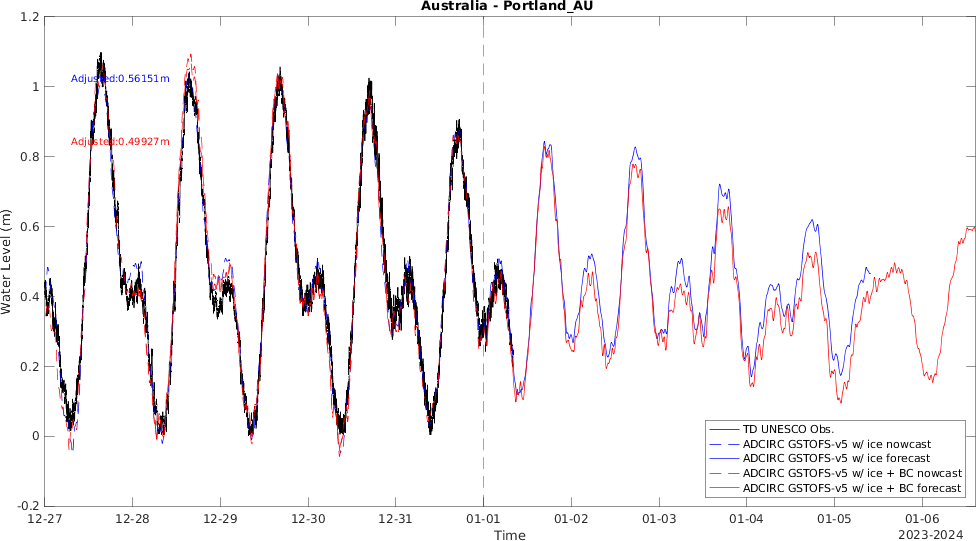 Australia - Portland_AU
1.2
1
0.8
0.6
0.4
0.2
0
-0.2
Water Level (m)
Adjusted:0.56151m
Adjusted:0.49927m
TD UNESCO Obs.
ADCIRC GSTOFS-v5 w/ ice nowcast
ADCIRC GSTOFS-v5 w/ ice forecast
ADCIRC GSTOFS-v5 w/ ice + BC nowcast
ADCIRC GSTOFS-v5 w/ ice + BC forecast
12-27 12-28 12-29 12-30 12-31 01-01 01-02 01-03 01-04 01-05 01-06
Time
2023-2024